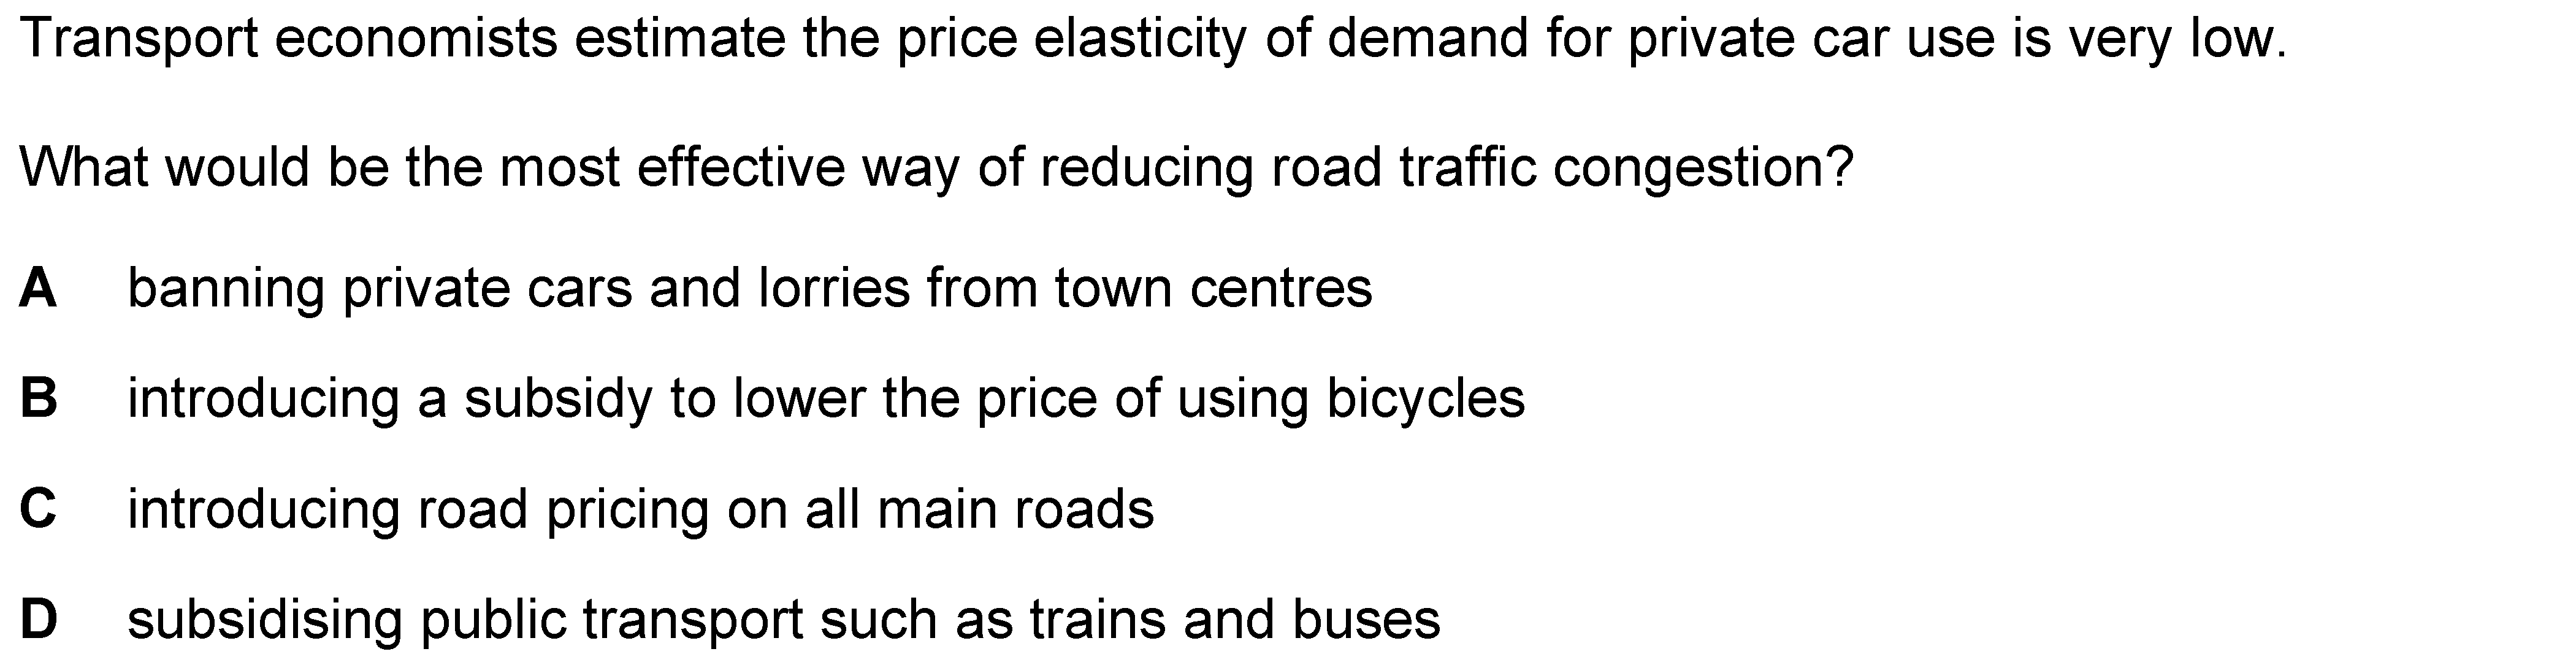 Transport economists estimate the price elasticity of demand for private car use is very low.
What would be the most effective way of reducing road traffic congestion?
A banning private cars and lorries from town centres
B introducing a subsidy to lower the price of using bicycles
C introducing road pricing on all main roads
D subsidising public transport such as trains and buses